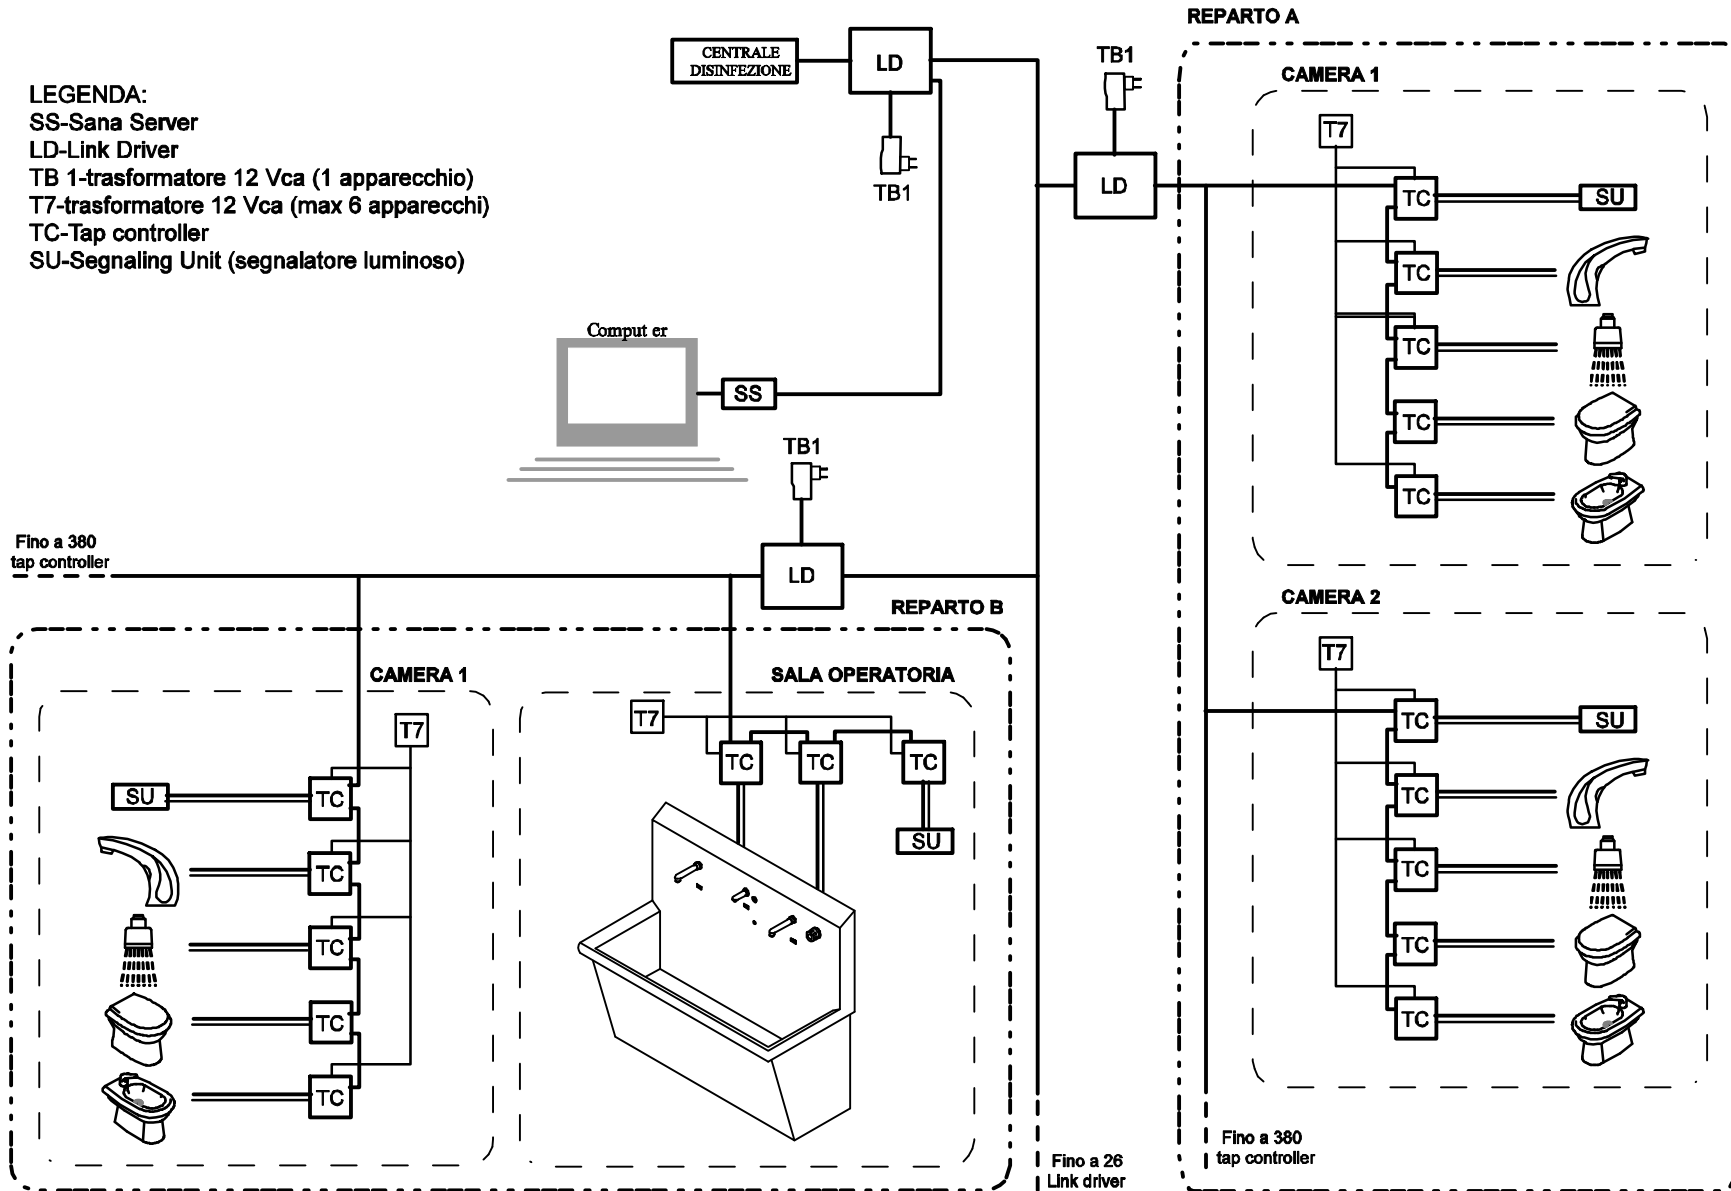 REPARTO A
LEGENDA:
SS-Sana Server
LD-Link Driver
TB 1-trasformatore 12 Vca (1 apparecchio)
T7-trasformatore 12 Vca (max 6 apparecchi)
TC-Tap controller
SU-Segnaling Unit (segnalatore luminoso)
CENTRALE
DISINFEZIONE
LD
TB1
TB1
LD
CAMERA 1
T7
TC
SU
TC
TC
TC
TC
Comput er
SS
TB1
LD
Fino a 380
tap controller
REPARTO B
CAMERA 1
T7
SU
TC
TC
TC
TC
TC
SALA OPERATORIA
T7
TC
TC
TC
SU
CAMERA 2
T7
TC
SU
TC
TC
TC
TC
Fino a 26
Link driver
Fino a 380
tap controller